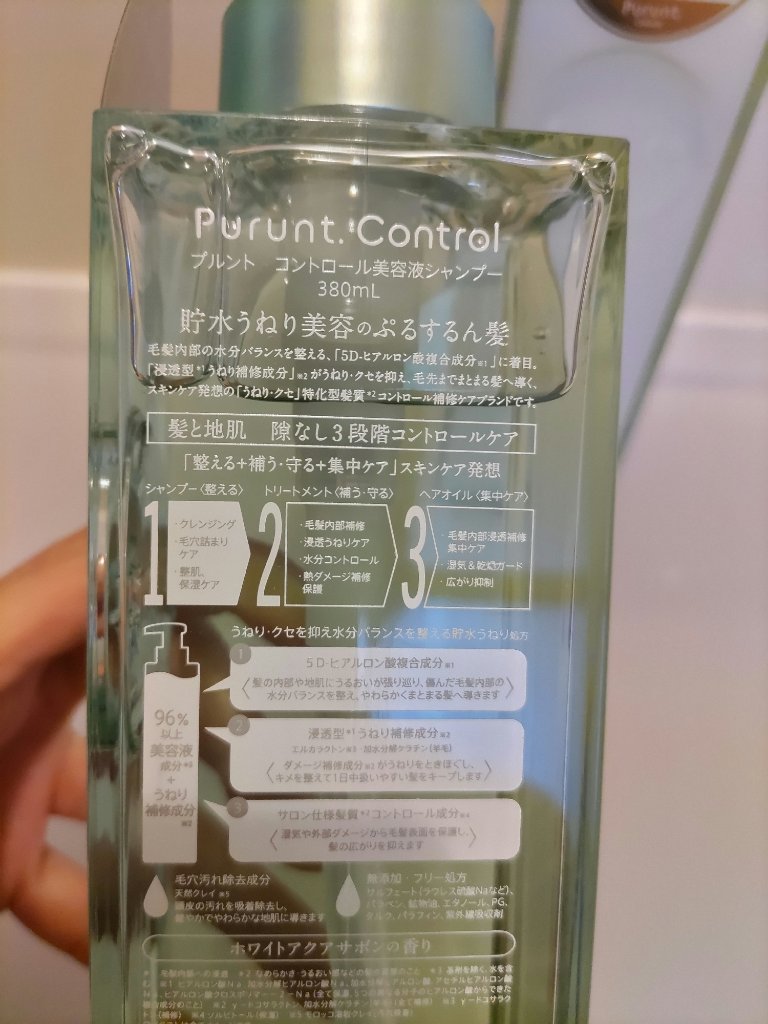 Purunt.
Purunt. Control
プルント コントロール美容液シャンプー
380mL
貯水うねり美容のぷるするん髪
毛髪内部の水分バランスを整える、「5D-ヒアルロン酸複合成分※1」に着目。
「浸透型*1うねり補修成分」※2がうねり・クセを抑え、毛先までまとまる髪へ導く、
スキンケア発想の「うねり・クセ」特化型髪質*2コントロール補修ケアブランドです。
髪と地肌 隙なし3段階コントロールケア
「整える+補う・守る+集中ケア」スキンケア発想
シャンプー〈整える〉
1
・クレンジング
・毛穴詰まり
ケア
・整肌、
保湿ケア
トリートメント〈補う・守る〉
2
・毛髪内部補修
・浸透うねりケア
・水分コントロール
・熱ダメージ補修
保護
ヘアオイル〈集中ケア〉
3
・毛髪内部浸透補修
集中ケア
・湿気&乾燥ガード
・広がり抑制
うねり・クセを抑え水分バランスを整える貯水うねり処方
96%
以上
美容液
成分*3
+
うねり
補修成分
※2
1
5D-ヒアルロン酸複合成分※1
〈髪の内部や地肌にうるおいが張り巡り、傷んだ毛髪内部の
水分バランスを整え、やわらかくまとまる髪へ導きます〉
2
浸透型*1うねり補修成分※2
エルカラクトン※3・加水分解ケラチン(羊毛)
〈ダメージ補修成分※2がうねりをときほぐし、
キメを整えて1日中扱いやすい髪をキープします〉
3
サロン仕様髪質*2コントロール成分※4
〈湿気や外部ダメージから毛髪表面を保護し、
髪の広がりを抑えます〉
毛穴汚れ除去成分
天然クレイ※5
頭皮の汚れを吸着除去し、
健やかでやわらかな地肌に導きます
無添加・フリー処方
サルフェート(ラウレス硫酸Naなど)、
パラベン、鉱物油、エタノール、PG、
タルク、パラフィン、紫外線吸収剤
ホワイトアクアサボンの香り